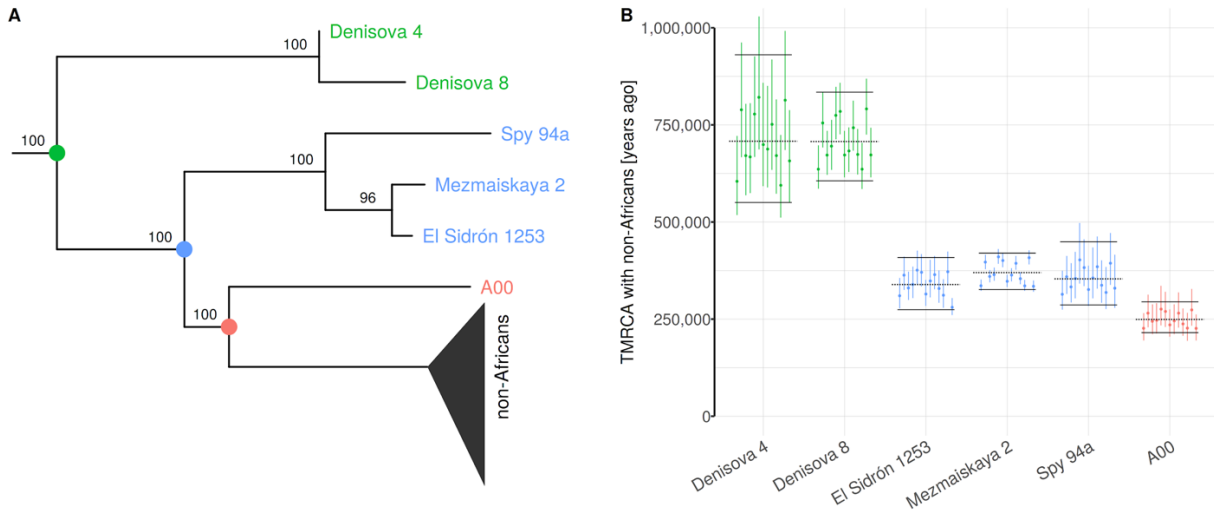 A
Denisova 4
100
Denisova 8
100
Spy 94a
100
Mezmaiskaya 2
96
El Sidrón 1253
100
A00
100
non-Africans
B
TMRCA with non-Africans [years ago]
1,000,000
750,000
500,000
250,000
0
Denisova 4
Denisova 8
El Sidrón 1253
Mezmaiskaya 2
Spy 94a
A00